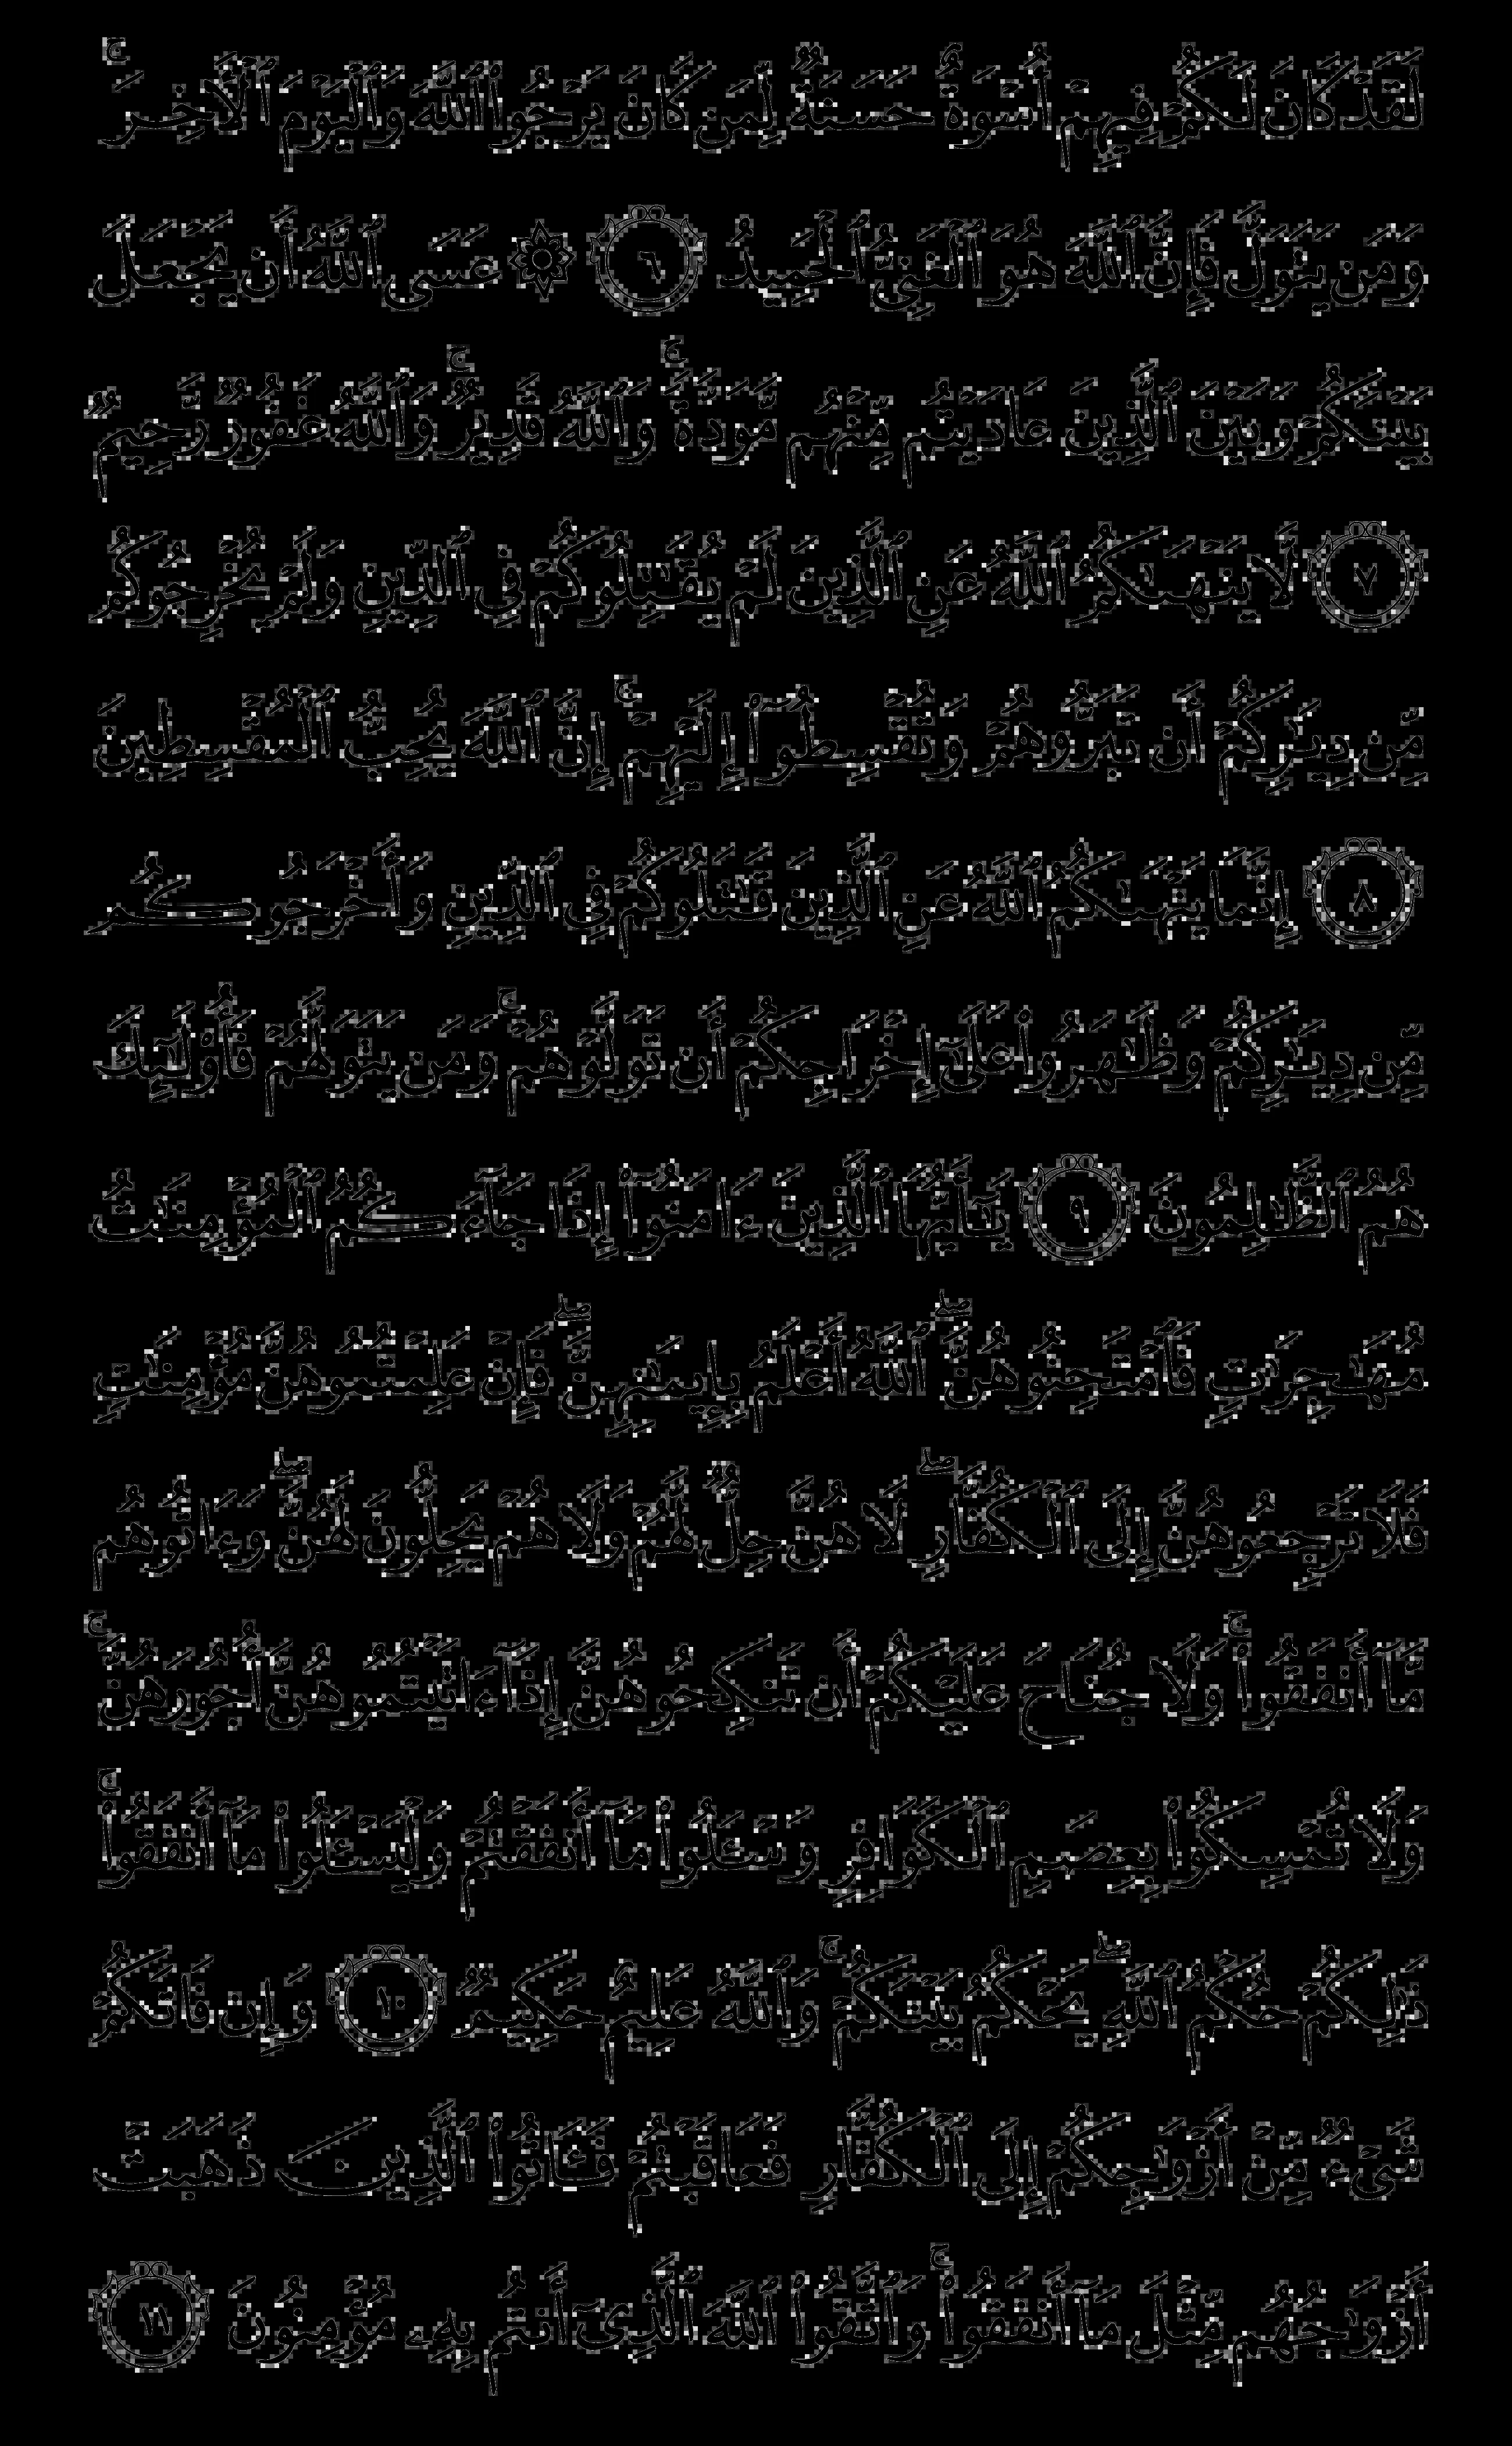 لَقَدْ كَانَ لَكُمْ فِيهِمْ أُسْوَةٌ حَسَنَةٌ لِّمَن كَانَ يَرْجُوا۟ ٱللَّهَ وَٱلْيَوْمَ ٱلْـَٔاخِرَ ۚ
وَمَن يَتَوَلَّ فَإِنَّ ٱللَّهَ هُوَ ٱلْغَنِىُّ ٱلْحَمِيدُ ٦ ۞ عَسَى ٱللَّهُ أَن يَجْعَلَ
بَيْنَكُمْ وَبَيْنَ ٱلَّذِينَ عَادَيْتُم مِّنْهُم مَّوَدَّةً ۚ وَٱللَّهُ قَدِيرٌ ۚ وَٱللَّهُ غَفُورٌ رَّحِيمٌ
٧ لَّا يَنْهَىٰكُمُ ٱللَّهُ عَنِ ٱلَّذِينَ لَمْ يُقَـٰتِلُوكُمْ فِى ٱلدِّينِ وَلَمْ يُخْرِجُوكُم
مِّن دِيَـٰرِكُمْ أَن تَبَرُّوهُمْ وَتُقْسِطُوٓا۟ إِلَيْهِمْ ۚ إِنَّ ٱللَّهَ يُحِبُّ ٱلْمُقْسِطِينَ
٨ إِنَّمَا يَنْهَىٰكُمُ ٱللَّهُ عَنِ ٱلَّذِينَ قَـٰتَلُوكُمْ فِى ٱلدِّينِ وَأَخْرَجُوكُم
مِّن دِيَـٰرِكُمْ وَظَـٰهَرُوا۟ عَلَىٰٓ إِخْرَاجِكُمْ أَن تَوَلَّوْهُمْ ۚ وَمَن يَتَوَلَّهُمْ فَأُو۟لَـٰٓئِكَ
هُمُ ٱلظَّـٰلِمُونَ ٩ يَـٰٓأَيُّهَا ٱلَّذِينَ ءَامَنُوٓا۟ إِذَا جَآءَكُمُ ٱلْمُؤْمِنَـٰتُ
مُهَـٰجِرَٰتٍ فَٱمْتَحِنُوهُنَّ ۖ ٱللَّهُ أَعْلَمُ بِإِيمَـٰنِهِنَّ ۖ فَإِنْ عَلِمْتُمُوهُنَّ مُؤْمِنَـٰتٍ
فَلَا تَرْجِعُوهُنَّ إِلَى ٱلْكُفَّارِ ۖ لَا هُنَّ حِلٌّ لَّهُمْ وَلَا هُمْ يَحِلُّونَ لَهُنَّ ۖ وَءَاتُوهُم
مَّآ أَنفَقُوا۟ ۚ وَلَا جُنَاحَ عَلَيْكُمْ أَن تَنكِحُوهُنَّ إِذَآ ءَاتَيْتُمُوهُنَّ أُجُورَهُنَّ ۚ
وَلَا تُمْسِكُوا۟ بِعِصَمِ ٱلْكَوَافِرِ وَسْـَٔلُوا۟ مَآ أَنفَقْتُمْ وَلْيَسْـَٔلُوا۟ مَآ أَنفَقُوا۟ ۚ
ذَٰلِكُمْ حُكْمُ ٱللَّهِ ۖ يَحْكُمُ بَيْنَكُمْ ۚ وَٱللَّهُ عَلِيمٌ حَكِيمٌ ١٠ وَإِن فَاتَكُمْ
شَىْءٌ مِّنْ أَزْوَٰجِكُمْ إِلَى ٱلْكُفَّارِ فَعَاقَبْتُمْ فَـَٔاتُوا۟ ٱلَّذِينَ ذَهَبَتْ
أَزْوَٰجُهُم مِّثْلَ مَآ أَنفَقُوا۟ ۚ وَٱتَّقُوا۟ ٱللَّهَ ٱلَّذِىٓ أَنتُم بِهِۦ مُؤْمِنُونَ ١١